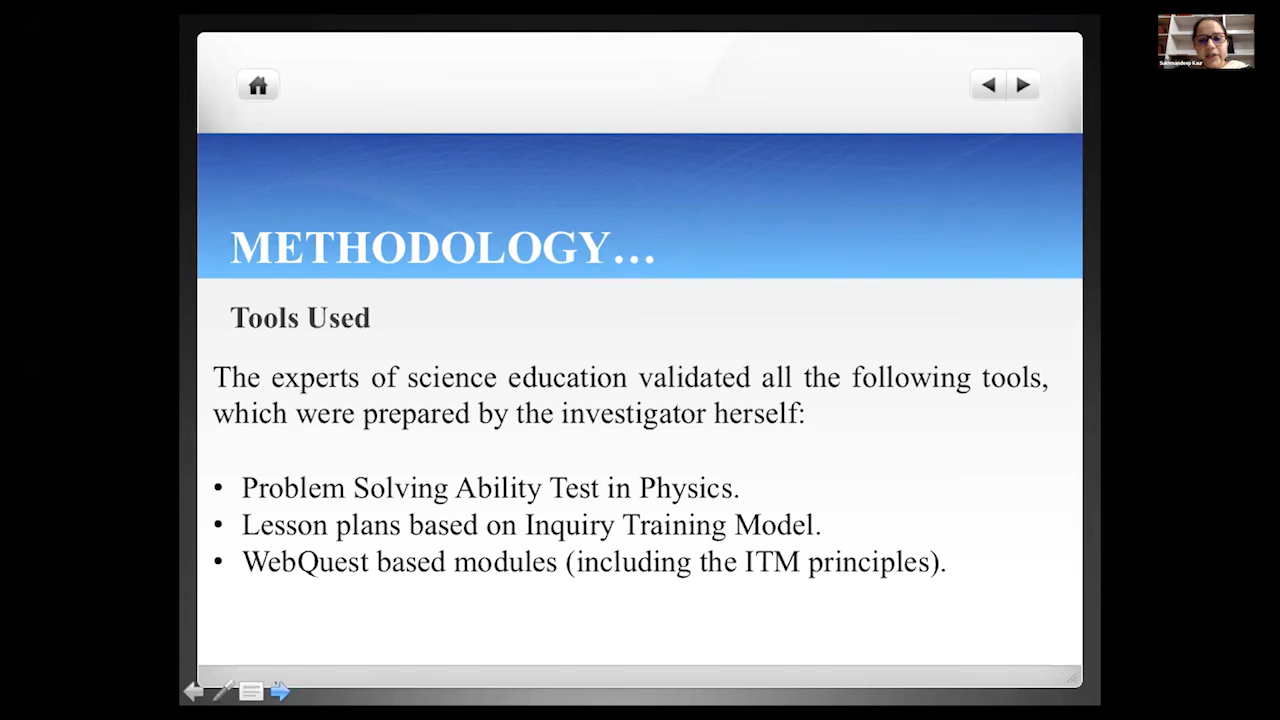 Sukhmandeep Kaur
METHODOLOGY…
Tools Used
The experts of science education validated all the following tools,
which were prepared by the investigator herself:
• Problem Solving Ability Test in Physics.
• Lesson plans based on Inquiry Training Model.
• WebQuest based modules (including the ITM principles).